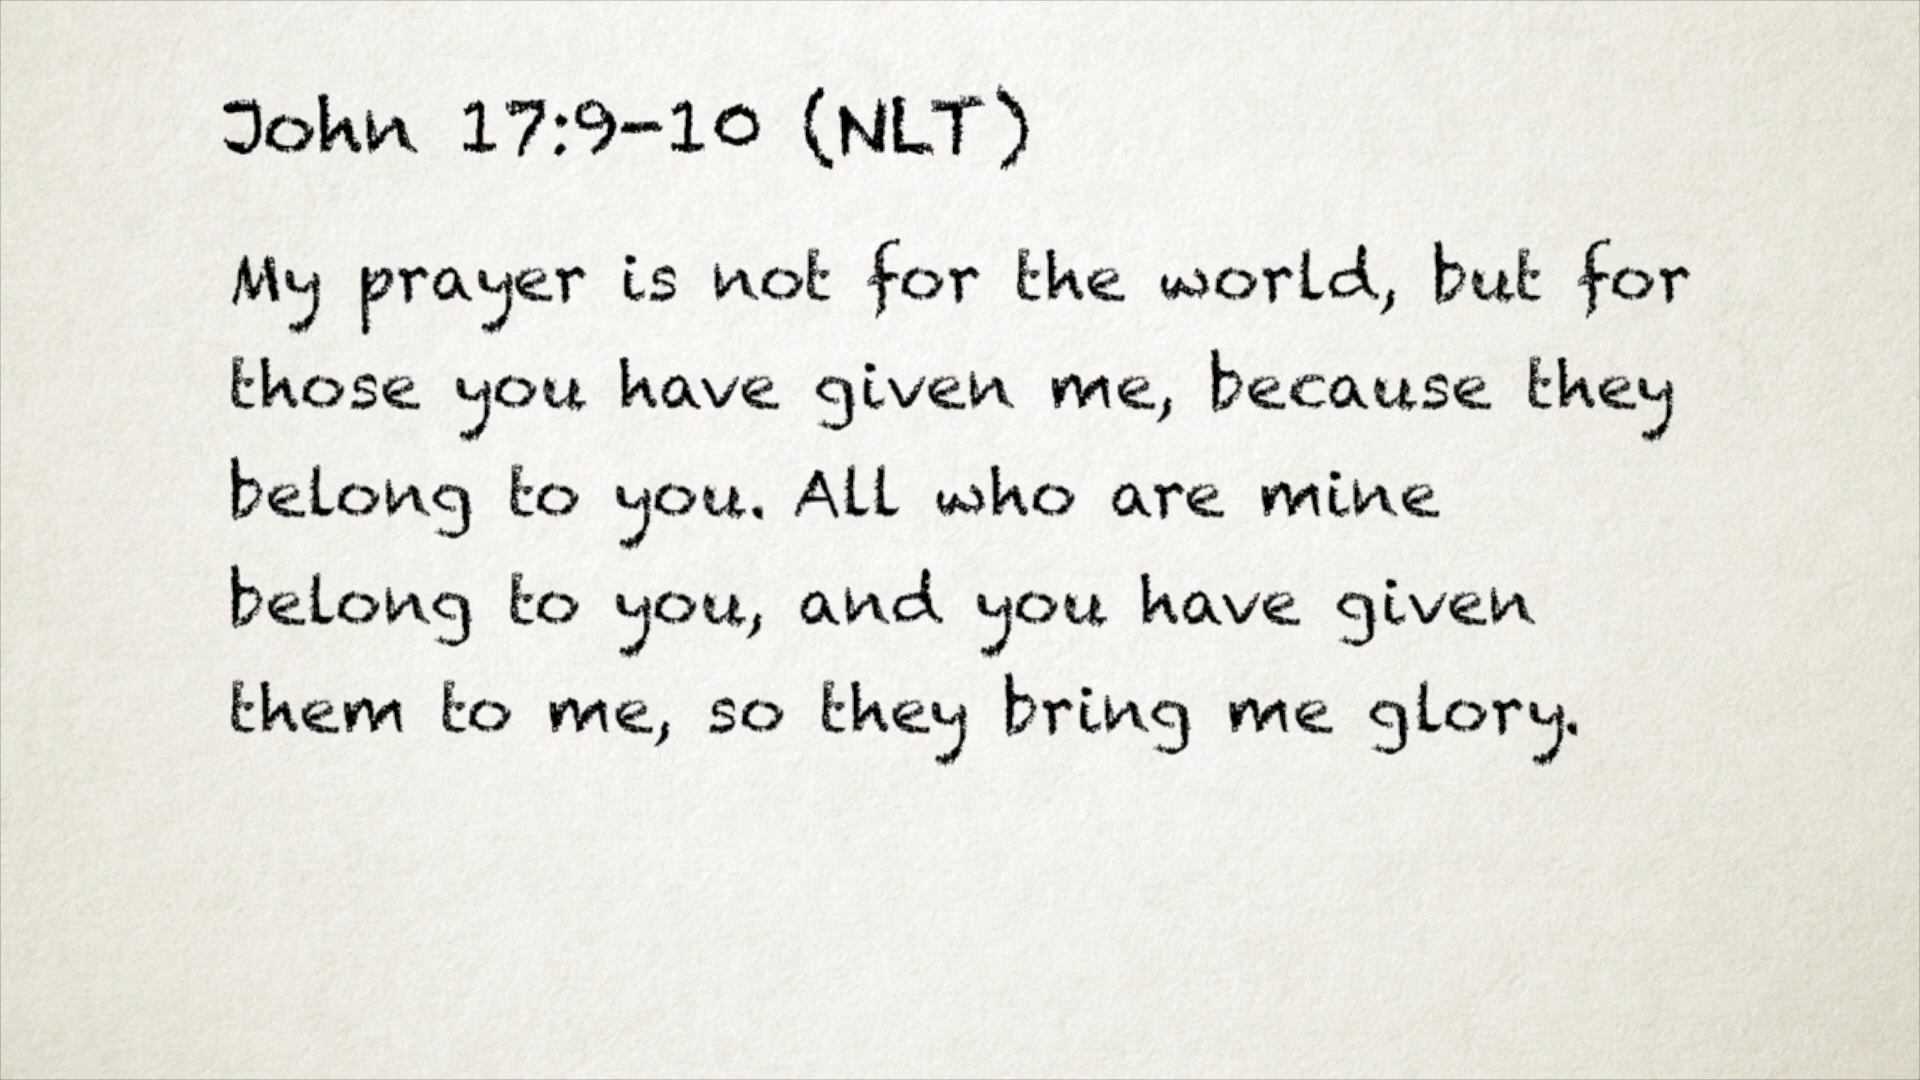 John 17:9-10 (NLT)
My prayer is not for the world, but for
those you have given me, because they
belong to you. All who are mine
belong to you, and you have given
them to me, so they bring me glory.